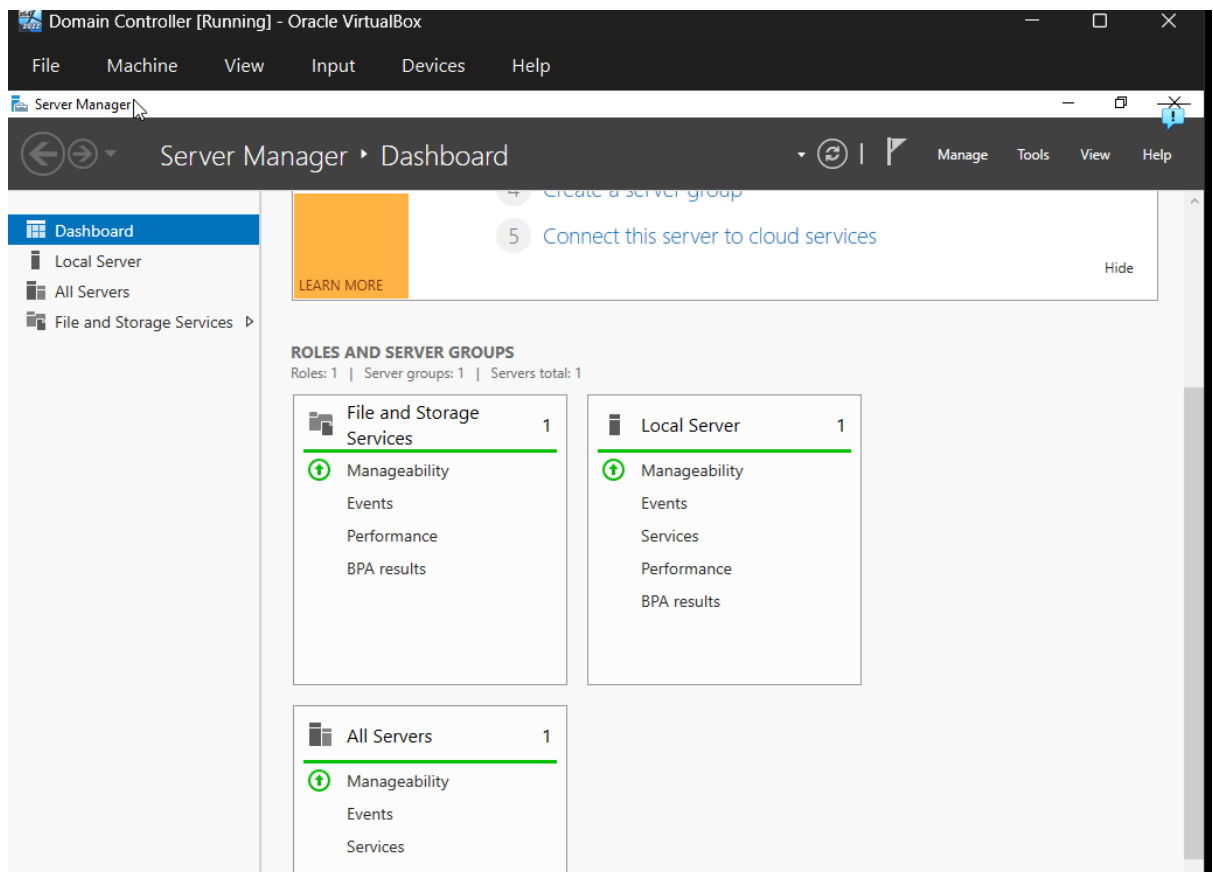 Domain Controller [Running] - Oracle VirtualBox
File Machine View Input Devices Help
Server Manager
Server Manager ‣ Dashboard
Manage Tools View Help
Dashboard
Local Server
All Servers
File and Storage Services
4 Create a server group
5 Connect this server to cloud services
Hide
LEARN MORE
ROLES AND SERVER GROUPS
Roles: 1 | Server groups: 1 | Servers total: 1
File and Storage
Services
1
Manageability
Events
Performance
BPA results
Local Server 1
Manageability
Events
Services
Performance
BPA results
All Servers 1
Manageability
Events
Services